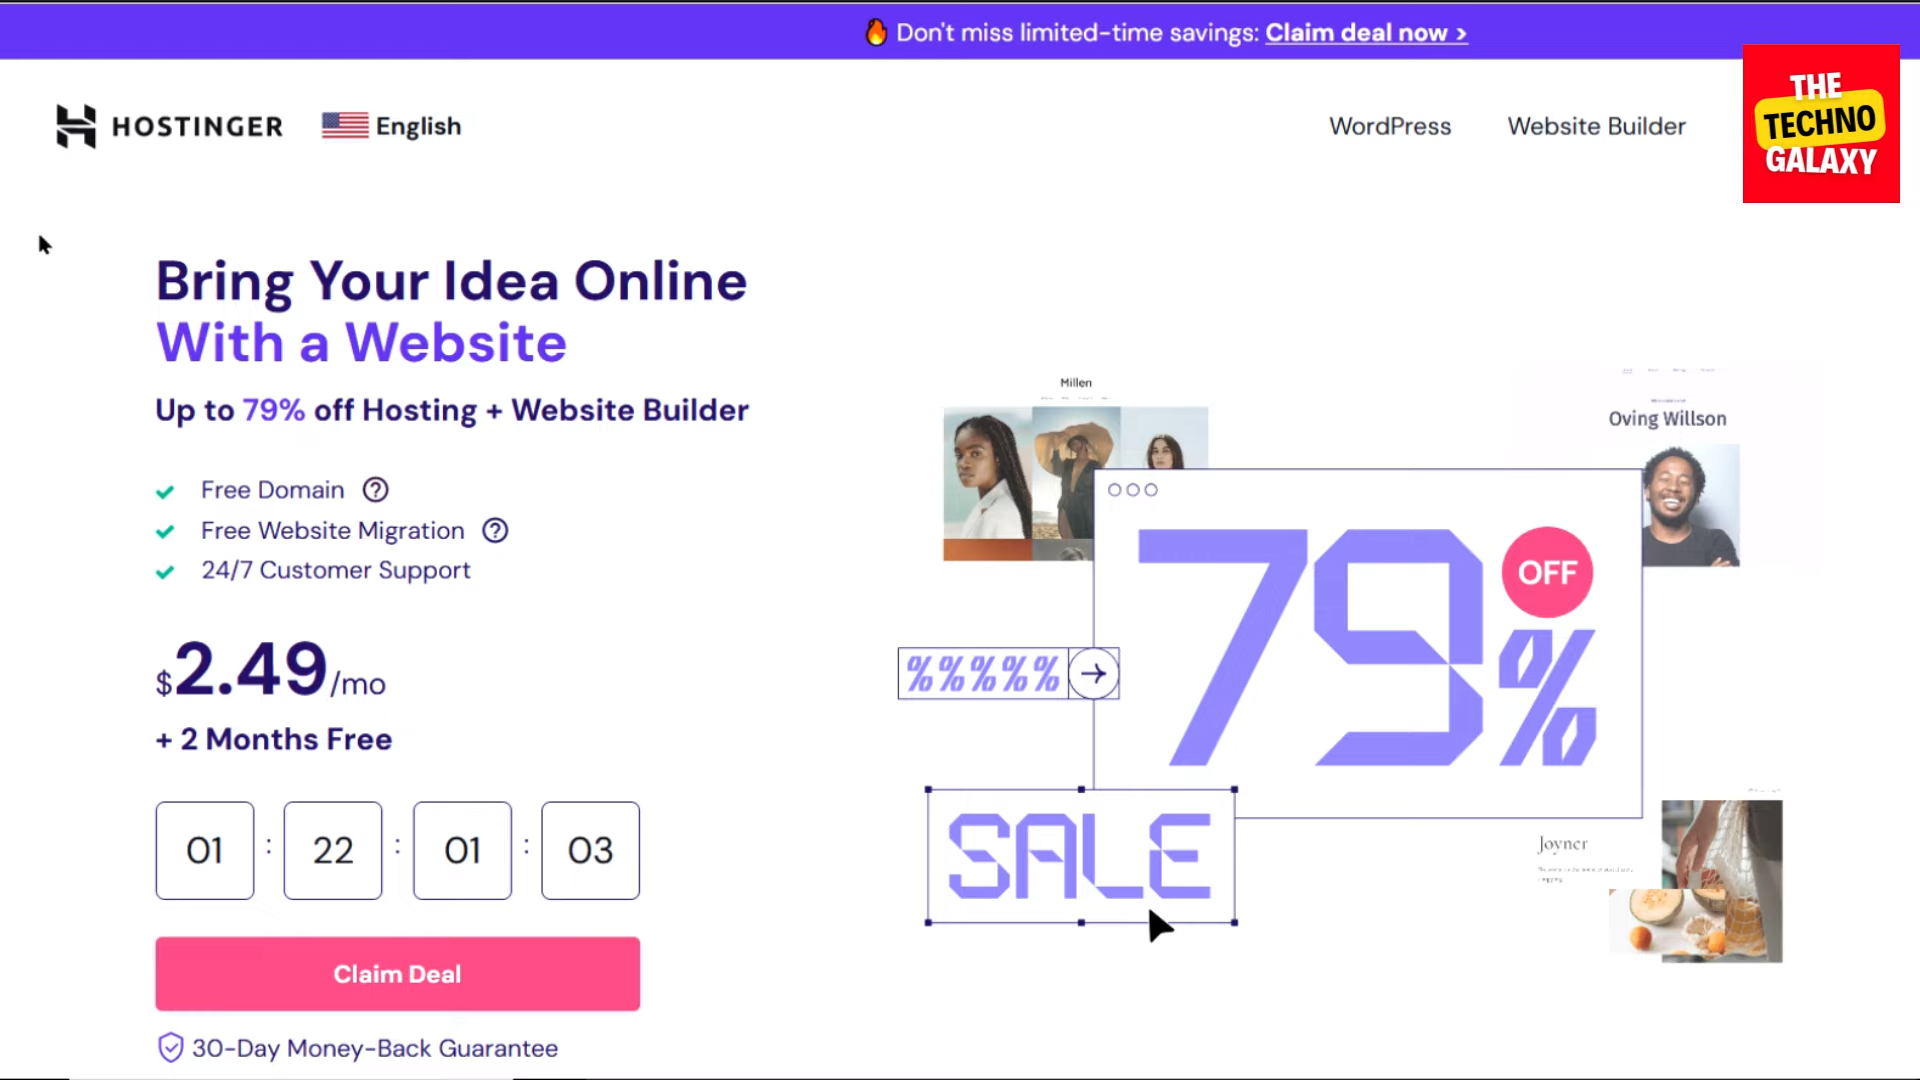 🔥 Don't miss limited-time savings: Claim deal now >
HOSTINGER
English
WordPress
Website Builder
THE
TECHNO
GALAXY
Bring Your Idea Online
With a Website
Up to 79% off Hosting + Website Builder
Free Domain ?
Free Website Migration ?
24/7 Customer Support
$2.49/mo
+ 2 Months Free
01 : 22 : 01 : 03
Claim Deal
30-Day Money-Back Guarantee
Millen
Oving Willson
79%
OFF
%%%%% →
SALE
Joyner